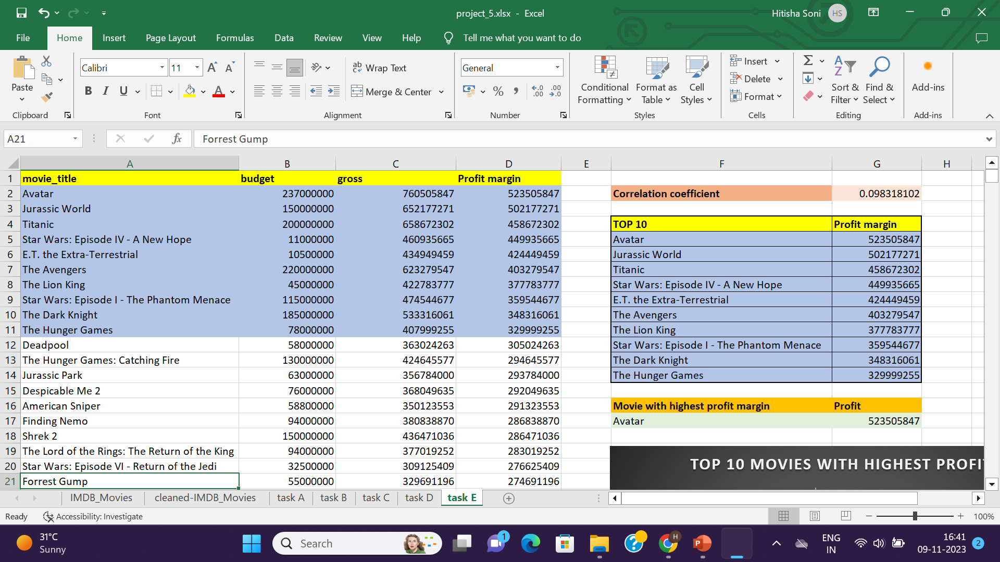 project_5.xlsx - Excel
Hitisha Soni HS
File Home Insert Page Layout Formulas Data Review View Help Tell me what you want to do
Paste
Clipboard
Calibri 11
B I U
Font
Wrap Text
Merge & Center
Alignment
General
Number
Conditional Formatting
Format as Table
Cell Styles
Styles
Insert
Delete
Format
Cells
Sort & Filter
Find & Select
Editing
Add-ins
Add-ins
A21 fx Forrest Gump
A B C D E F G H
1 movie_title budget gross Profit margin
2 Avatar 237000000 760505847 523505847 Correlation coefficient 0.098318102
3 Jurassic World 150000000 652177271 502177271
4 Titanic 200000000 658672302 458672302 TOP 10 Profit margin
5 Star Wars: Episode IV - A New Hope 11000000 460935665 449935665 Avatar 523505847
6 E.T. the Extra-Terrestrial 10500000 434949459 424449459 Jurassic World 502177271
7 The Avengers 220000000 623279547 403279547 Titanic 458672302
8 The Lion King 45000000 422783777 377783777 Star Wars: Episode IV - A New Hope 449935665
9 Star Wars: Episode I - The Phantom Menace 115000000 474544677 359544677 E.T. the Extra-Terrestrial 424449459
10 The Dark Knight 185000000 533316061 348316061 The Avengers 403279547
11 The Hunger Games 78000000 407999255 329999255 The Lion King 377783777
12 Deadpool 58000000 363024263 305024263 Star Wars: Episode I - The Phantom Menace 359544677
13 The Hunger Games: Catching Fire 130000000 424645577 294645577 The Dark Knight 348316061
14 Jurassic Park 63000000 356784000 293784000 The Hunger Games 329999255
15 Despicable Me 2 76000000 368049635 292049635
16 American Sniper 58800000 350123553 291323553 Movie with highest profit margin Profit
17 Finding Nemo 94000000 380838870 286838870 Avatar 523505847
18 Shrek 2 150000000 436471036 286471036
19 The Lord of the Rings: The Return of the King 94000000 377019252 283019252
20 Star Wars: Episode VI - Return of the Jedi 32500000 309125409 276625409 TOP 10 MOVIES WITH HIGHEST PROFI
21 Forrest Gump 55000000 329691196 274691196
IMDB_Movies cleaned-IMDB_Movies task A task B task C task D task E
Ready Accessibility: Investigate 100%
31°C
Sunny
Search
1
H
P
ENG
IN
16:41
09-11-2023
2